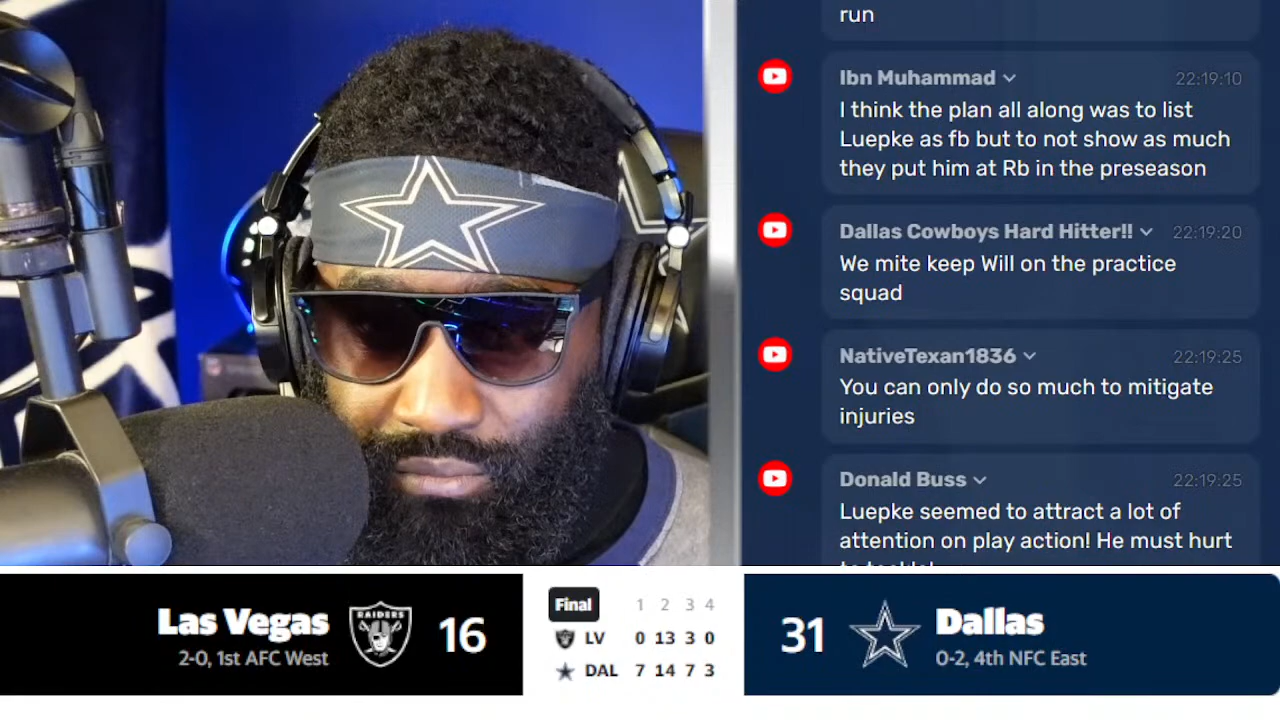 run
Ibn Muhammad 22:19:10
I think the plan all along was to list
Luepke as fb but to not show as much
they put him at Rb in the preseason
Dallas Cowboys Hard Hitter!! 22:19:20
We mite keep Will on the practice
squad
NativeTexan1836 22:19:25
You can only do so much to mitigate
injuries
Donald Buss 22:19:25
Luepke seemed to attract a lot of
attention on play action! He must hurt
Las Vegas
2-0, 1st AFC West
RAIDERS
16
Final 1 2 3 4
LV 0 13 3 0
DAL 7 14 7 3
31
Dallas
0-2, 4th NFC East